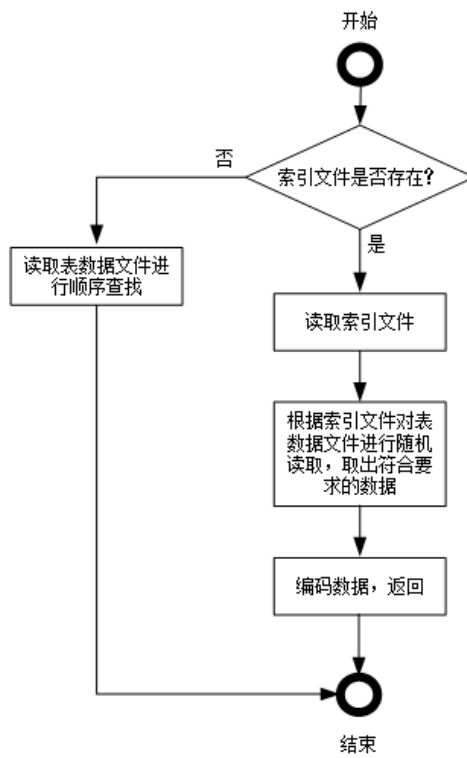 开始
索引文件是否存在?
否
是
读取表数据文件进
行顺序查找
读取索引文件
根据索引文件对表
数据文件进行随机
读取，取出符合要
求的数据
编码数据，返回
结束